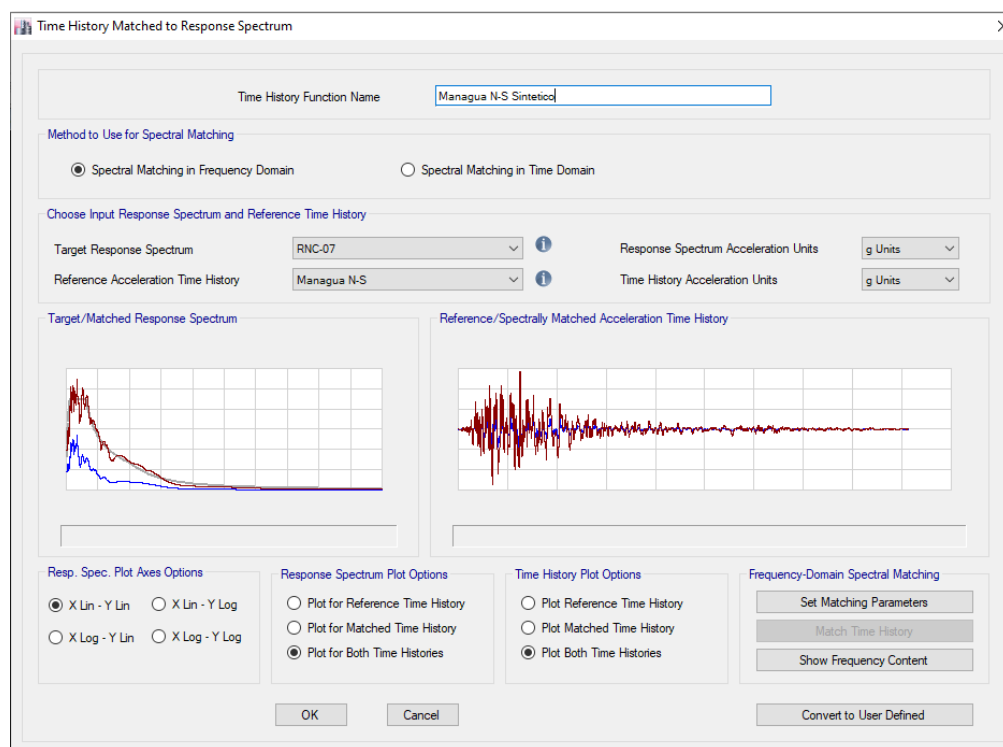 Time History Matched to Response Spectrum
Time History Function Name
Managua N-S Sintetico
Method to Use for Spectral Matching
Spectral Matching in Frequency Domain
Spectral Matching in Time Domain
Choose Input Response Spectrum and Reference Time History
Target Response Spectrum
RNC-07
Response Spectrum Acceleration Units
g Units
Reference Acceleration Time History
Managua N-S
Time History Acceleration Units
g Units
Target/Matched Response Spectrum
Reference/Spectrally Matched Acceleration Time History
Resp. Spec. Plot Axes Options
X Lin - Y Lin
X Lin - Y Log
X Log - Y Lin
X Log - Y Log
Response Spectrum Plot Options
Plot for Reference Time History
Plot for Matched Time History
Plot for Both Time Histories
Time History Plot Options
Plot Reference Time History
Plot Matched Time History
Plot Both Time Histories
Frequency-Domain Spectral Matching
Set Matching Parameters
Match Time History
Show Frequency Content
OK
Cancel
Convert to User Defined